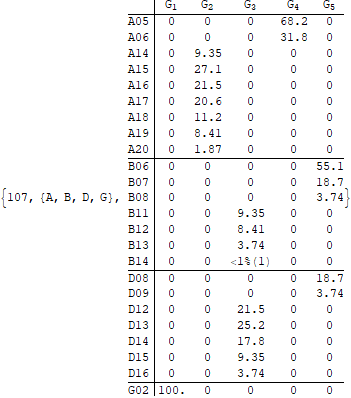 G1 G2 G3 G4 G5
A05 0 0 0 68.2 0
A06 0 0 0 31.8 0
A14 0 9.35 0 0 0
A15 0 27.1 0 0 0
A16 0 21.5 0 0 0
A17 0 20.6 0 0 0
A18 0 11.2 0 0 0
A19 0 8.41 0 0 0
A20 0 1.87 0 0 0
B06 0 0 0 0 55.1
B07 0 0 0 0 18.7
{107, {A, B, D, G}, B08 0 0 0 0 3.74}
B11 0 0 9.35 0 0
B12 0 0 8.41 0 0
B13 0 0 3.74 0 0
B14 0 0 <1%(1) 0 0
D08 0 0 0 0 18.7
D09 0 0 0 0 3.74
D12 0 0 21.5 0 0
D13 0 0 25.2 0 0
D14 0 0 17.8 0 0
D15 0 0 9.35 0 0
D16 0 0 3.74 0 0
G02 100. 0 0 0 0